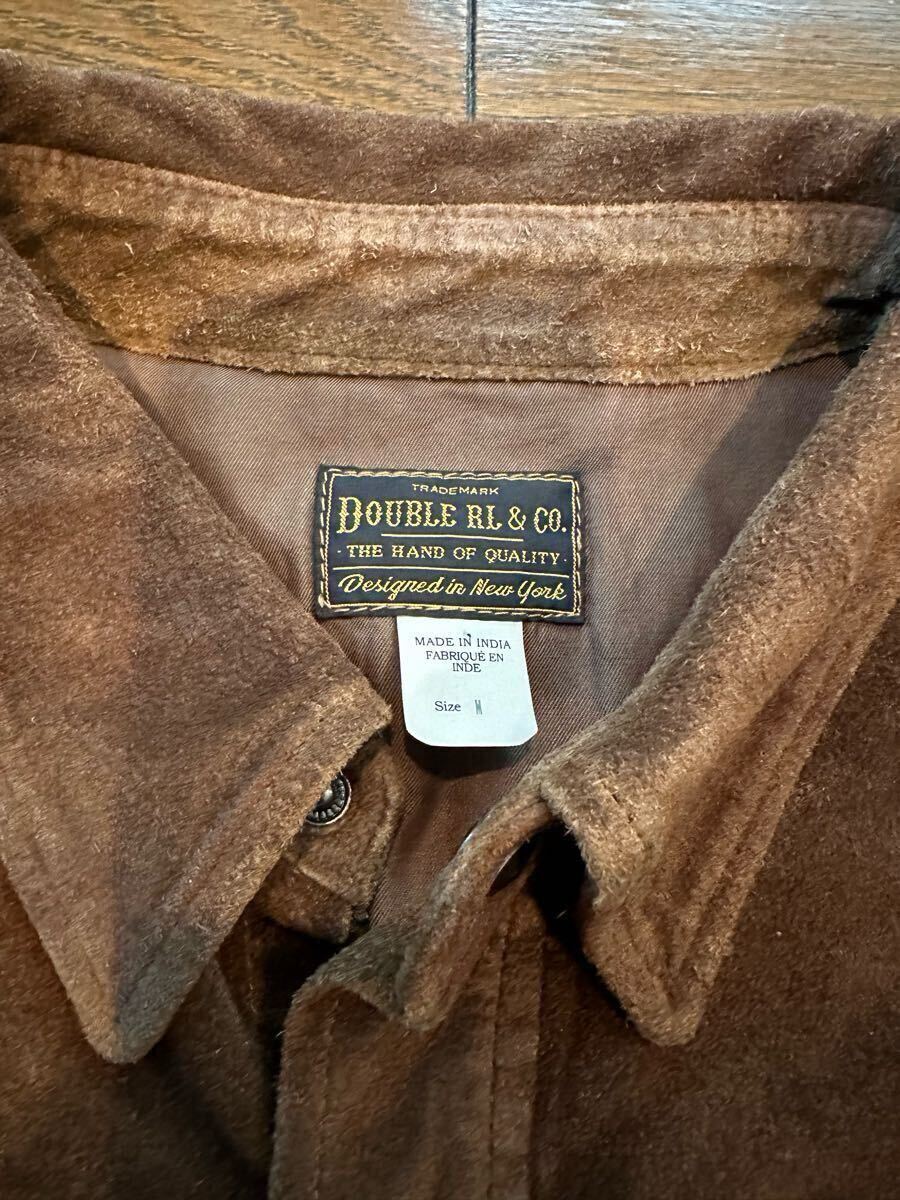 TRADEMARK
DOUBLE RL & CO.
· THE HAND OF QUALITY ·
Designed in New York
MADE IN INDIA
FABRIQUÉ EN
INDE
Size M